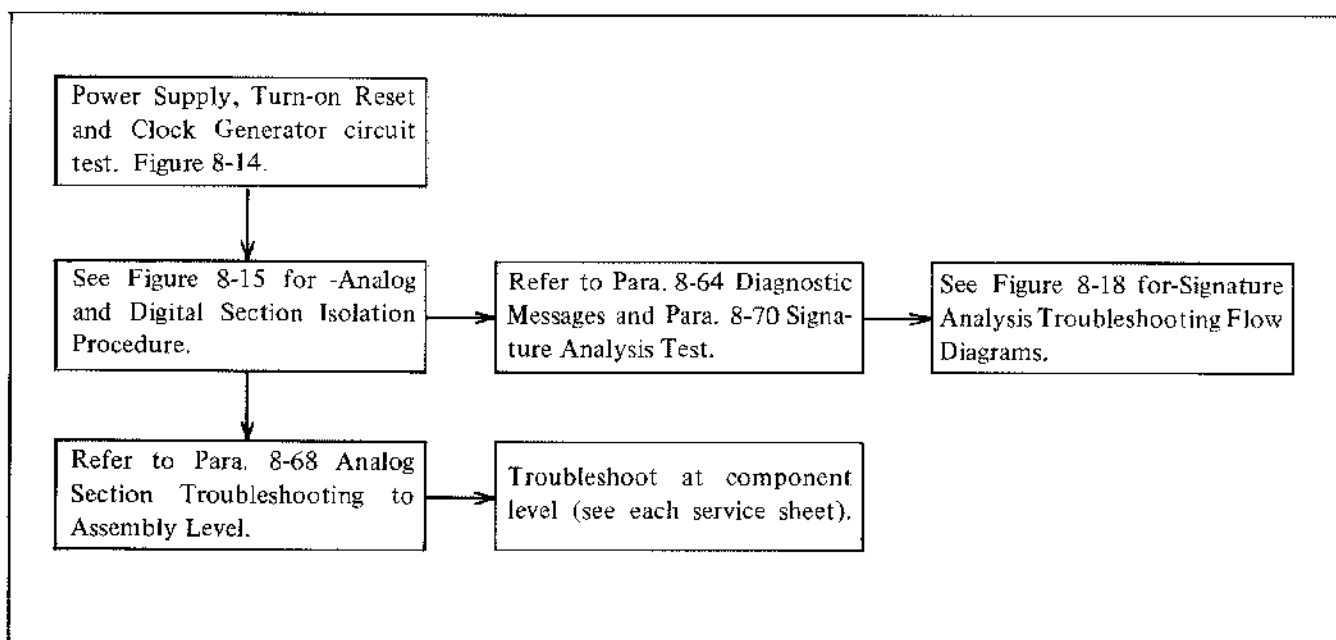 Power Supply, Turn-on Reset
and Clock Generator circuit
test. Figure 8-14.
See Figure 8-15 for -Analog
and Digital Section Isolation
Procedure.
Refer to Para. 8-64 Diagnostic
Messages and Para. 8-70 Signa-
ture Analysis Test.
See Figure 8-18 for-Signature
Analysis Troubleshooting Flow
Diagrams.
Refer to Para. 8-68 Analog
Section Troubleshooting to
Assembly Level.
Troubleshoot at component
level (see each service sheet).